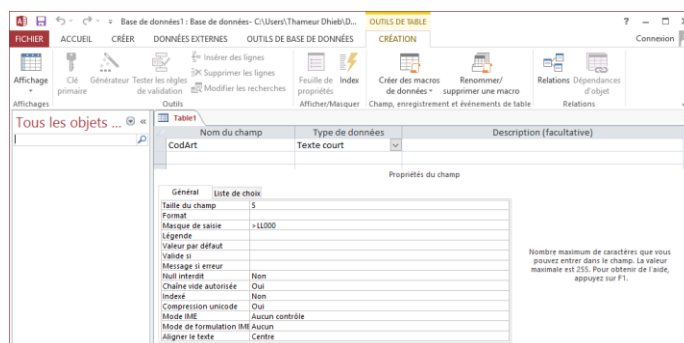 Base de données1 : Base de données- C:\Users\Thameur Dhieb\D...
OUTILS DE TABLE
?
FICHIER ACCUEIL CRÉER DONNÉES EXTERNES OUTILS DE BASE DE DONNÉES CRÉATION Connexion
Affichage
Clé primaire
Générateur
Tester les règles de validation
Insérer des lignes
Supprimer les lignes
Modifier les recherches
Feuille de propriétés
Index
Créer des macros de données
Renommer/ supprimer une macro
Relations
Dépendances d'objet
Affichages Outils Afficher/Masquer Champ, enregistrement et événements de table Relations
Tous les objets ... «
Table1
Nom du champ Type de données Description (facultative)
CodArt Texte court
Propriétés du champ
Général Liste de choix
Taille du champ 5
Format
Masque de saisie >LL000
Légende
Valeur par défaut
Valide si
Message si erreur
Null interdit Non
Chaîne vide autorisée Oui
Indexé Non
Compression unicode Oui
Mode IME Aucun contrôle
Mode de formulation IME Aucun
Aligner le texte Centre
Nombre maximum de caractères que vous
pouvez entrer dans le champ. La valeur
maximale est 255. Pour obtenir de l'aide,
appuyez sur F1.